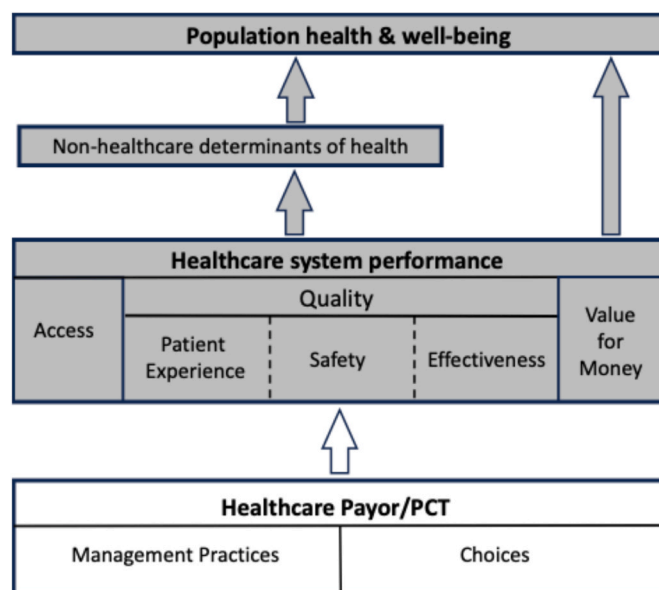 Population health & well-being
Non-healthcare determinants of health
Healthcare system performance
Access
Quality
Patient
Experience
Safety
Effectiveness
Value
for
Money
Healthcare Payor/PCT
Management Practices
Choices